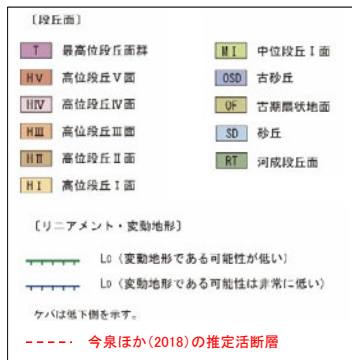 〔段丘面〕
T 最高位段丘面群
HⅤ 高位段丘Ⅴ面
HⅣ 高位段丘Ⅳ面
HⅢ 高位段丘Ⅲ面
HⅡ 高位段丘Ⅱ面
HⅠ 高位段丘Ⅰ面
MⅠ 中位段丘Ⅰ面
OSD 古砂丘
OF 古期扇状地面
SD 砂丘
RT 河成段丘面
〔リニアメント・変動地形〕
LD (変動地形である可能性が低い)
LD (変動地形である可能性は非常に低い)
ケバは低下側を示す。
今泉ほか(2018)の推定活断層